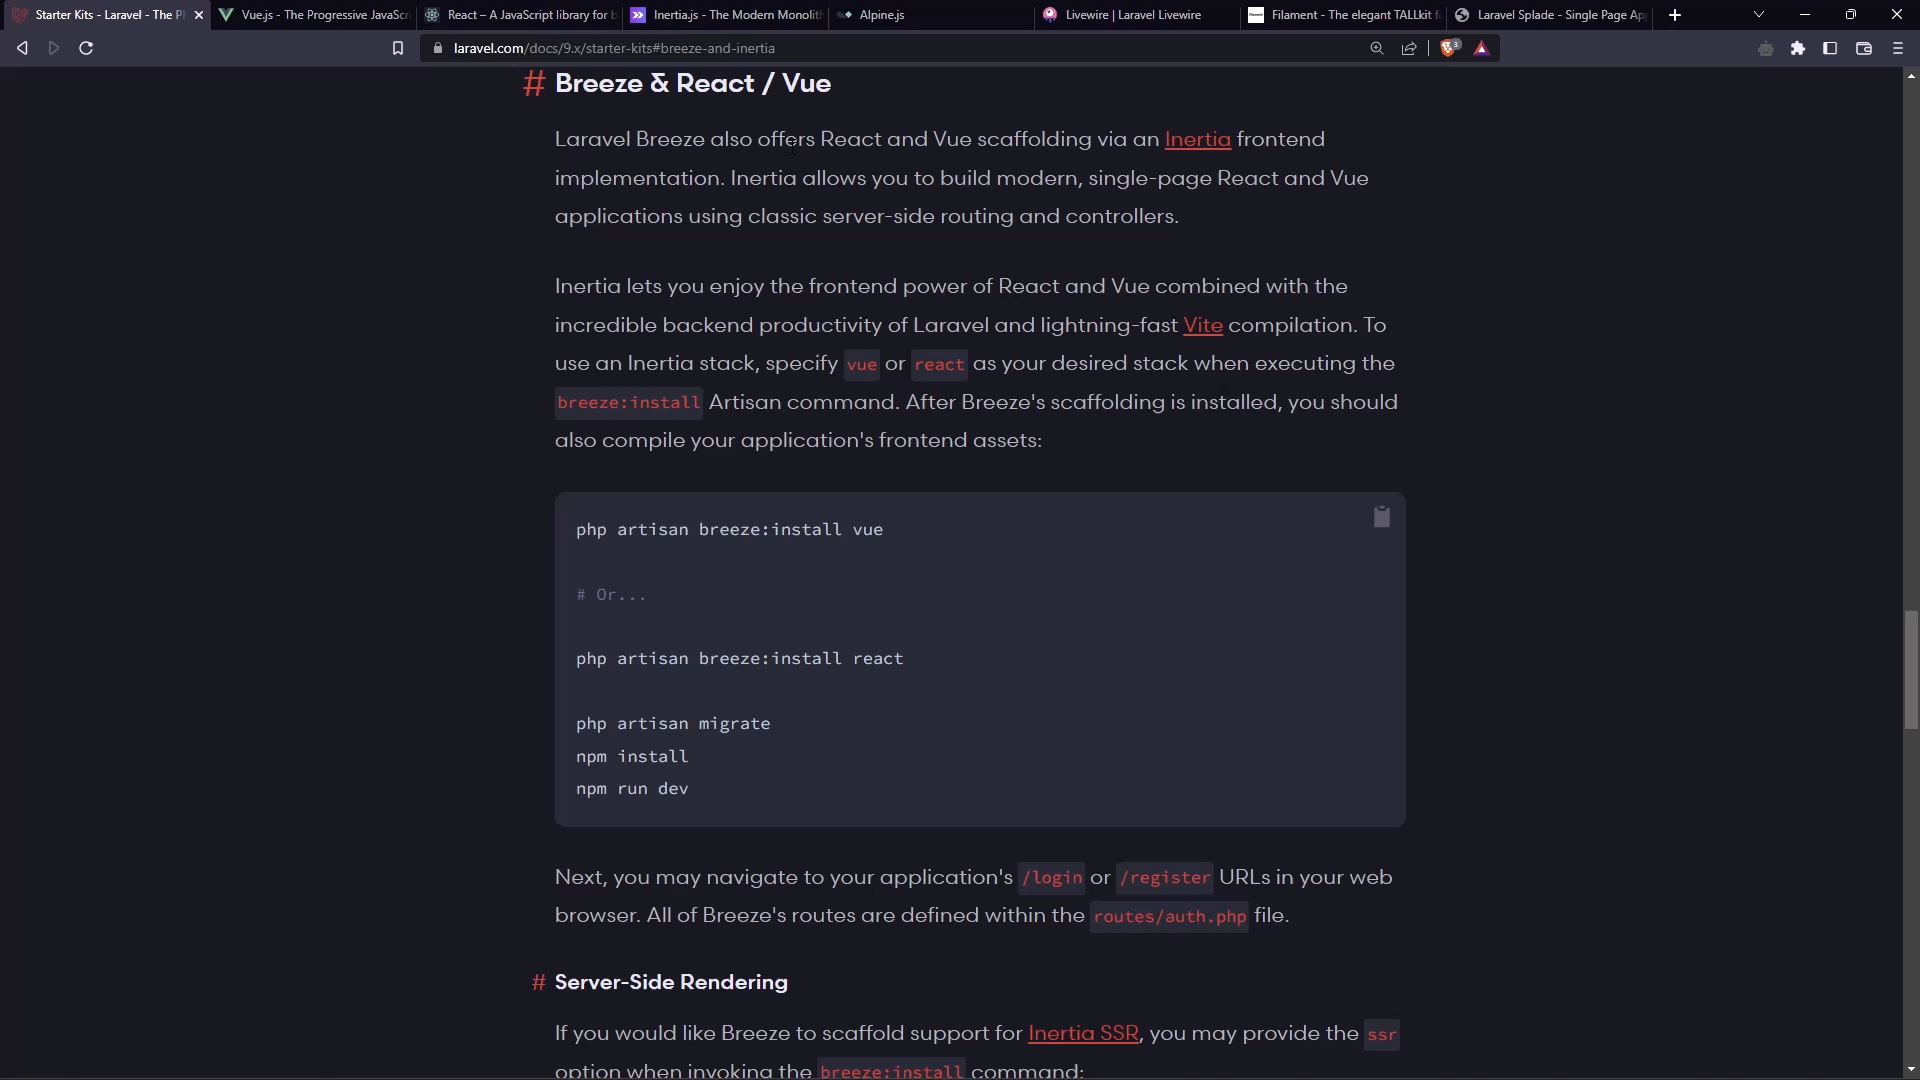 Starter Kits - Laravel - The P
Vue.js - The Progressive JavaScr
React – A JavaScript library for b
Inertia.js - The Modern Monolith
Alpine.js
Livewire | Laravel Livewire
Filament - The elegant TALLkit f
Laravel Splade - Single Page Ap
laravel.com/docs/9.x/starter-kits#breeze-and-inertia
3
# Breeze & React / Vue
Laravel Breeze also offers React and Vue scaffolding via an Inertia frontend
implementation. Inertia allows you to build modern, single-page React and Vue
applications using classic server-side routing and controllers.
Inertia lets you enjoy the frontend power of React and Vue combined with the
incredible backend productivity of Laravel and lightning-fast Vite compilation. To
use an Inertia stack, specify vue or react as your desired stack when executing the
breeze:install Artisan command. After Breeze's scaffolding is installed, you should
also compile your application's frontend assets:
php artisan breeze:install vue
# Or...
php artisan breeze:install react
php artisan migrate
npm install
npm run dev
Next, you may navigate to your application's /login or /register URLs in your web
browser. All of Breeze's routes are defined within the routes/auth.php file.
# Server-Side Rendering
If you would like Breeze to scaffold support for Inertia SSR, you may provide the ssr
option when invoking the breeze:install command: